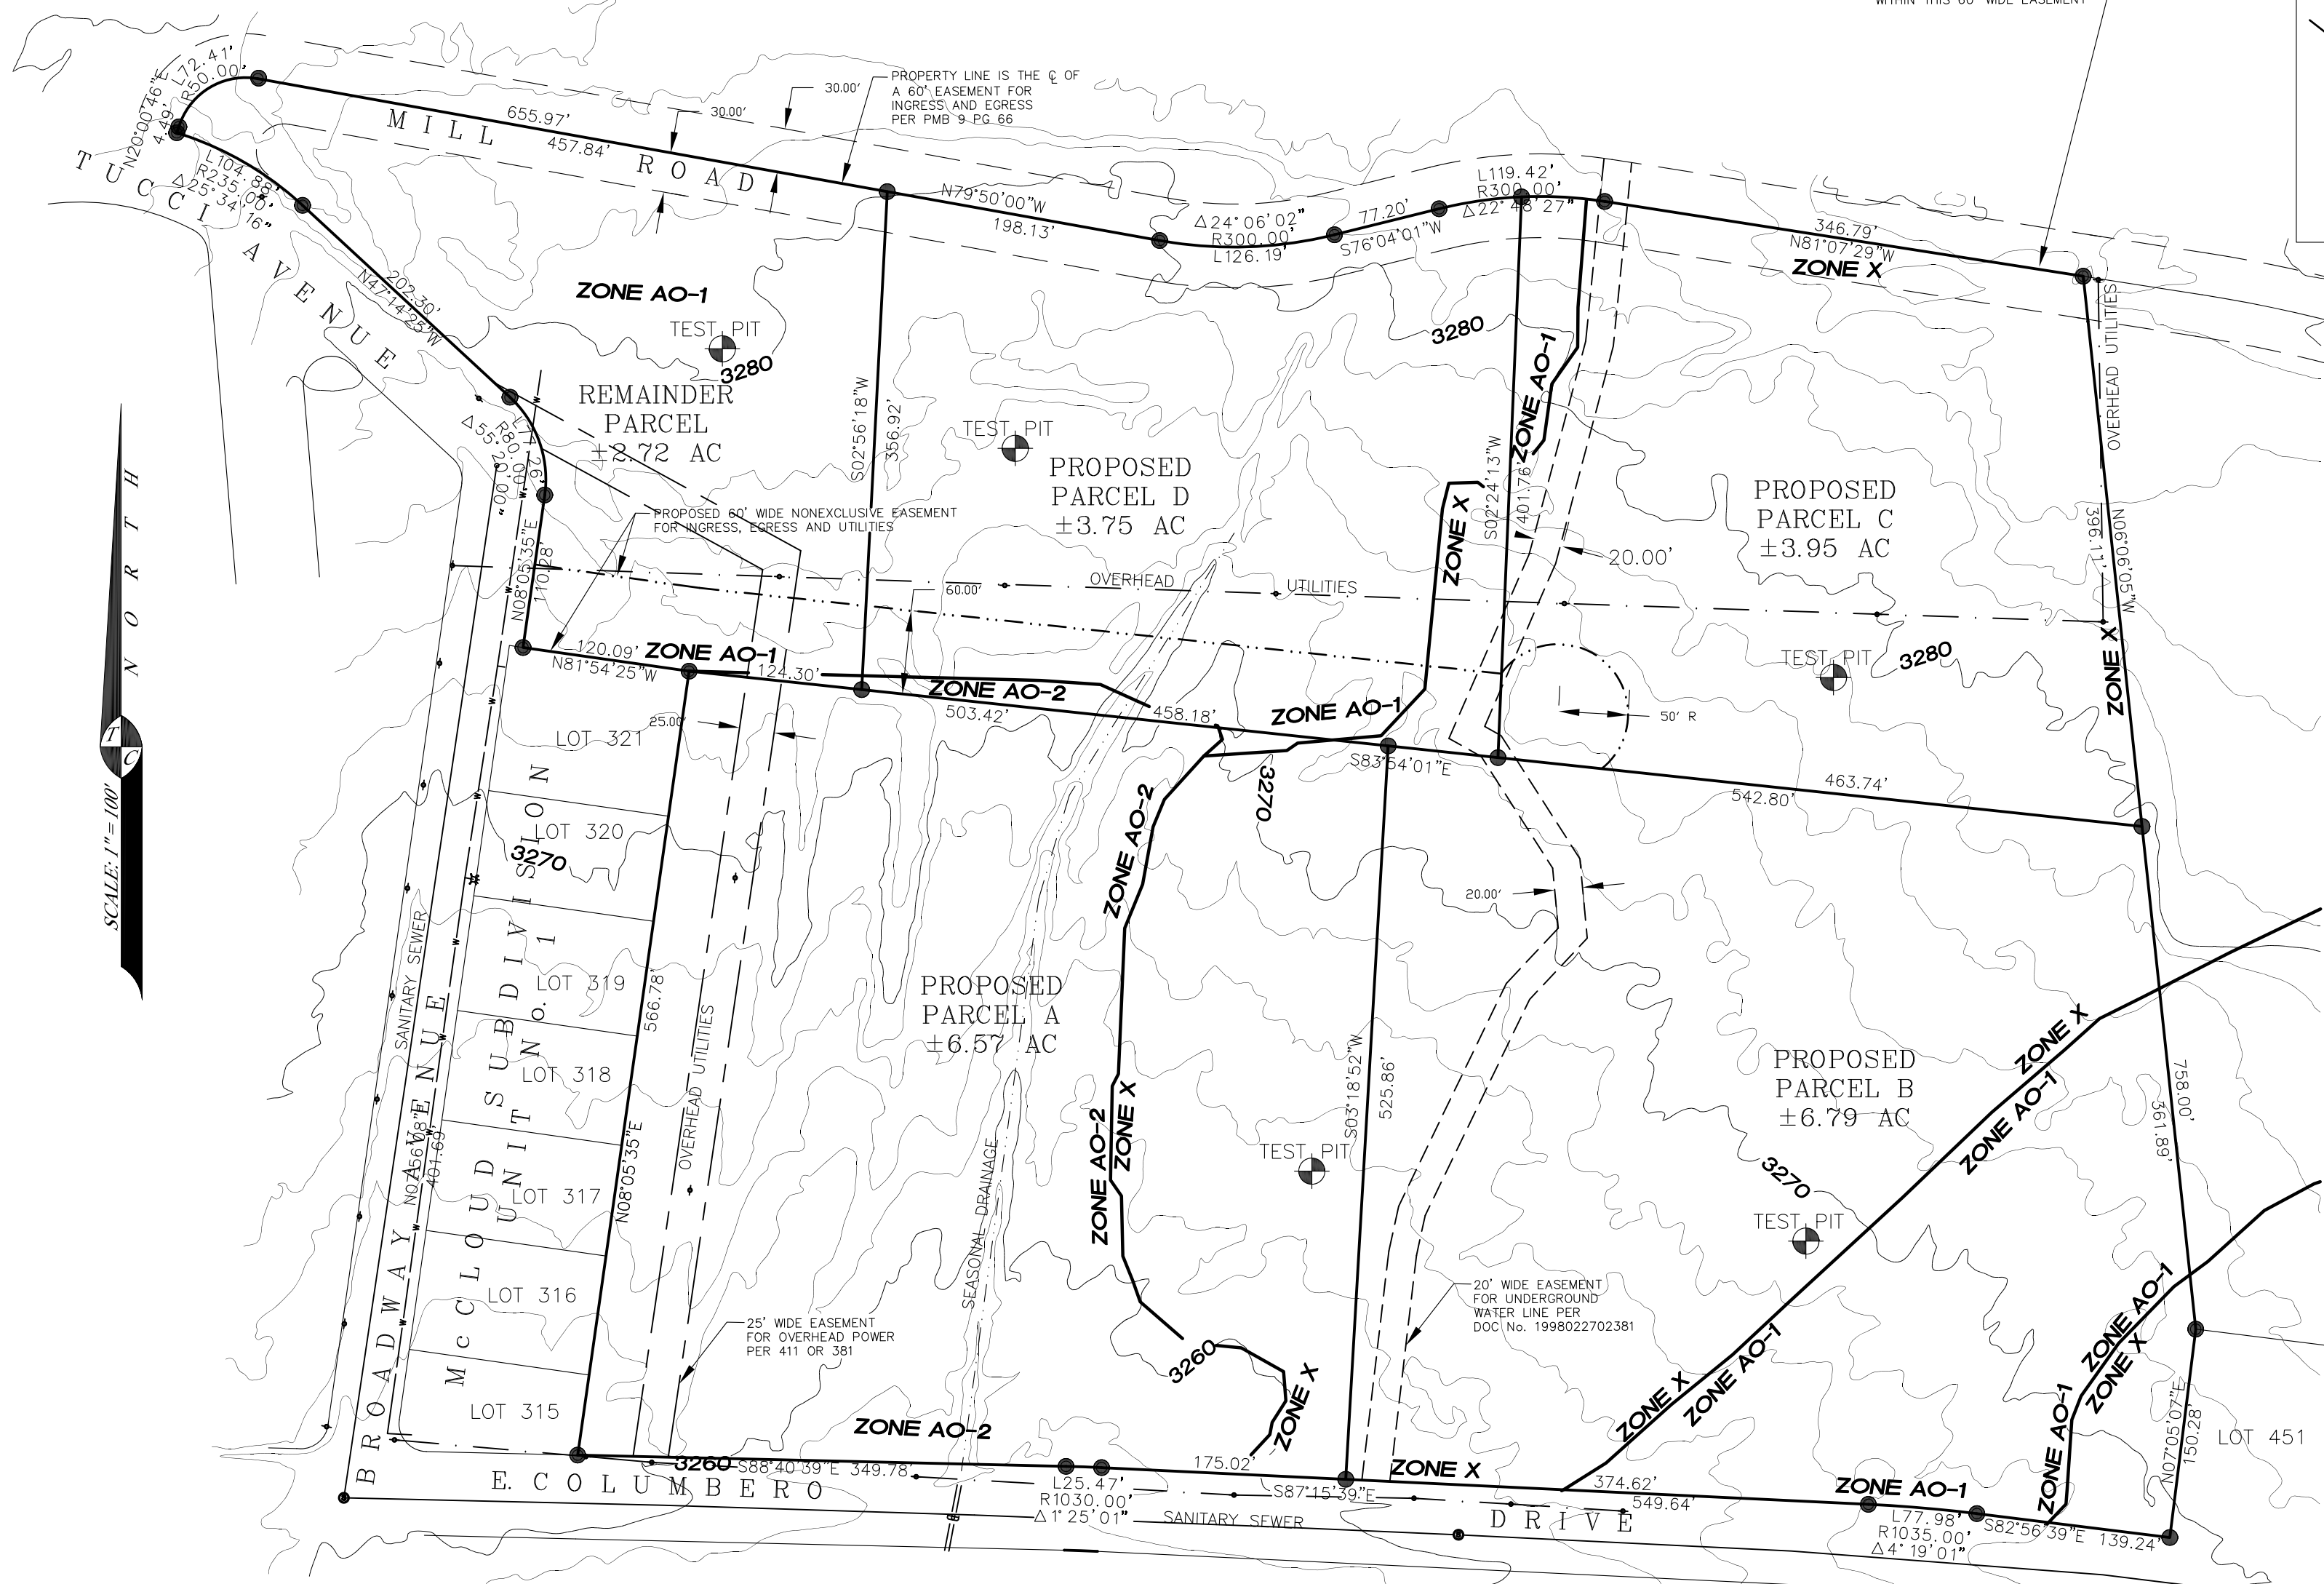 WITHIN THIS 60' WIDE EASEMENT
L72.41'
R50.00'
N20°00'46"E
4.49'
L104.88'
R235.00'
Δ25°34'16"
TUCCI AVENUE
MILL ROAD
655.97'
457.84'
30.00'
30.00'
PROPERTY LINE IS THE ℄ OF
A 60' EASEMENT FOR
INGRESS AND EGRESS
PER PMB 9 PG 66
N79°50'00"W
198.13'
Δ24°06'02"
R300.00'
L126.19'
77.20'
S76°04'01"W
L119.42'
R300.00'
Δ22°48'27"
346.79'
N81°07'29"W
ZONE X
202.30'
N47°14'25"W
ZONE AO-1
TEST PIT
3280
REMAINDER
PARCEL
±2.72 AC
L77.26'
R80.00'
Δ55°20'00"
S02°56'18"W
356.92'
TEST PIT
PROPOSED
PARCEL D
±3.75 AC
3280
ZONE AO-1
ZONE X
S02°24'13"W
401.76'
20.00'
PROPOSED
PARCEL C
±3.95 AC
OVERHEAD UTILITIES
N06°06'05"W
396.11'
ZONE X
TEST PIT
3280
NORTH
T
C
SCALE: 1"= 100'
PROPOSED 60' WIDE NONEXCLUSIVE EASEMENT
FOR INGRESS, EGRESS AND UTILITIES
N08°05'35"E
110.28'
OVERHEAD UTILITIES
60.00'
120.09'
N81°54'25"W
ZONE AO-1
124.30'
ZONE AO-2
503.42'
458.18'
ZONE AO-1
S83°54'01"E
50' R
463.74'
542.80'
25.00'
LOT 321
LOT 320
3270
LOT 319
LOT 318
LOT 317
LOT 316
LOT 315
McCLOUD SUBDIVISION
UNIT No. 1
BROADWAY AVENUE
SANITARY SEWER
401.69'
566.78'
N08°05'35"E
OVERHEAD UTILITIES
3270
ZONE AO-2
PROPOSED
PARCEL A
±6.57 AC
SEASONAL DRAINAGE
ZONE AO-2
ZONE X
TEST PIT
S03°18'52"W
525.86'
20.00'
PROPOSED
PARCEL B
±6.79 AC
ZONE X
ZONE AO-1
758.00'
361.89'
3270
TEST PIT
20' WIDE EASEMENT
FOR UNDERGROUND
WATER LINE PER
DOC No. 1998022702381
25' WIDE EASEMENT
FOR OVERHEAD POWER
PER 411 OR 381
3260
ZONE X
ZONE X
ZONE AO-1
ZONE AO-1
ZONE X
ZONE AO-1
N07°05'07"E
150.28'
LOT 451
ZONE AO-2
3260
S88°40'39"E 349.78'
E. COLUMBERO DRIVE
L25.47'
R1030.00'
Δ1°25'01"
175.02'
S87°15'39"E
SANITARY SEWER
ZONE X
374.62'
549.64'
ZONE AO-1
L77.98'
R1035.00'
Δ4°19'01"
S82°56'39"E 139.24'